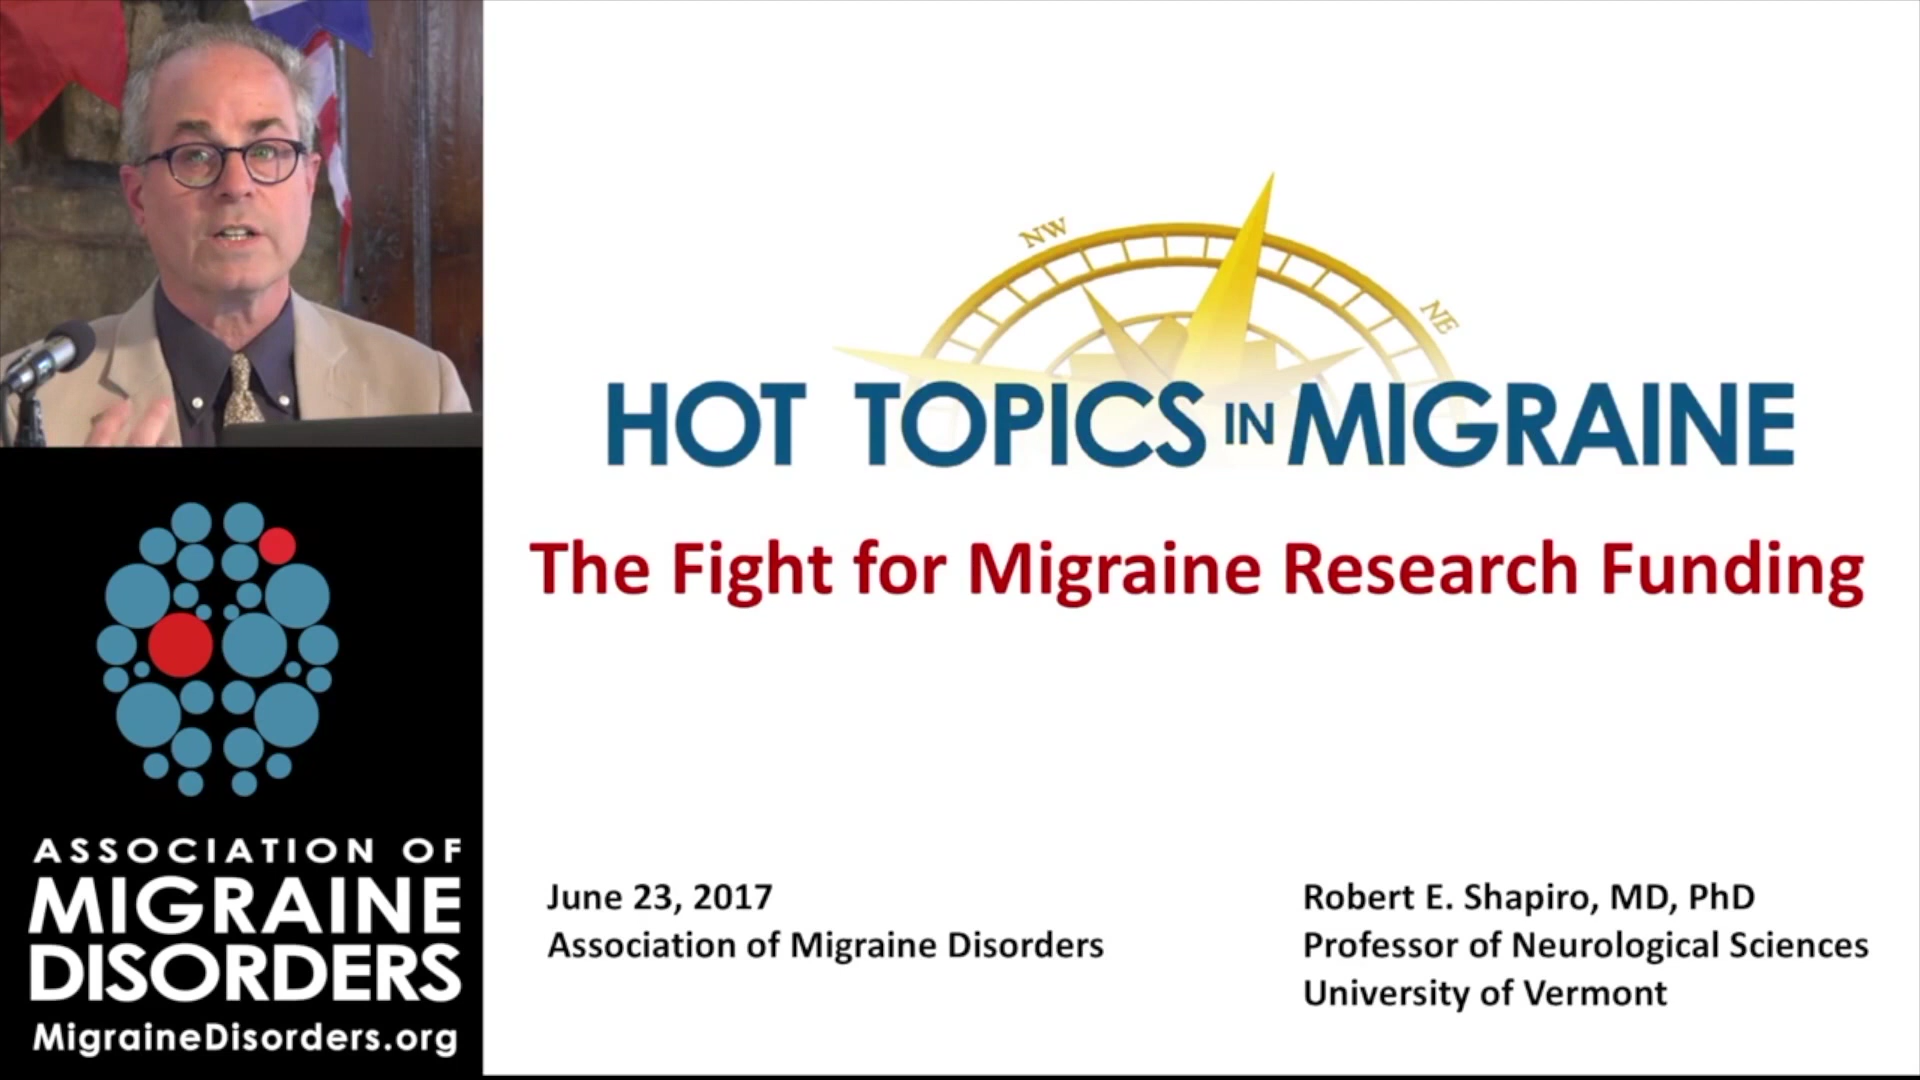 NW
NE
HOT TOPICS IN MIGRAINE
The Fight for Migraine Research Funding
June 23, 2017
Association of Migraine Disorders
Robert E. Shapiro, MD, PhD
Professor of Neurological Sciences
University of Vermont
ASSOCIATION OF
MIGRAINE
DISORDERS
MigraineDisorders.org